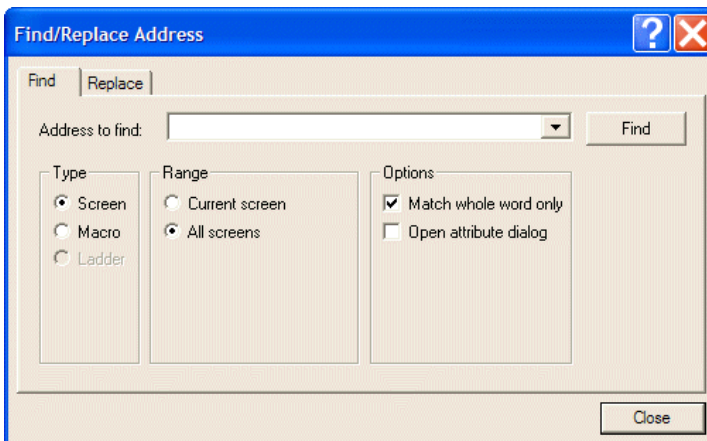 Find/Replace Address
?
Find Replace
Address to find: Find
Type Range Options
Screen Current screen Match whole word only
Macro All screens Open attribute dialog
Ladder
Close